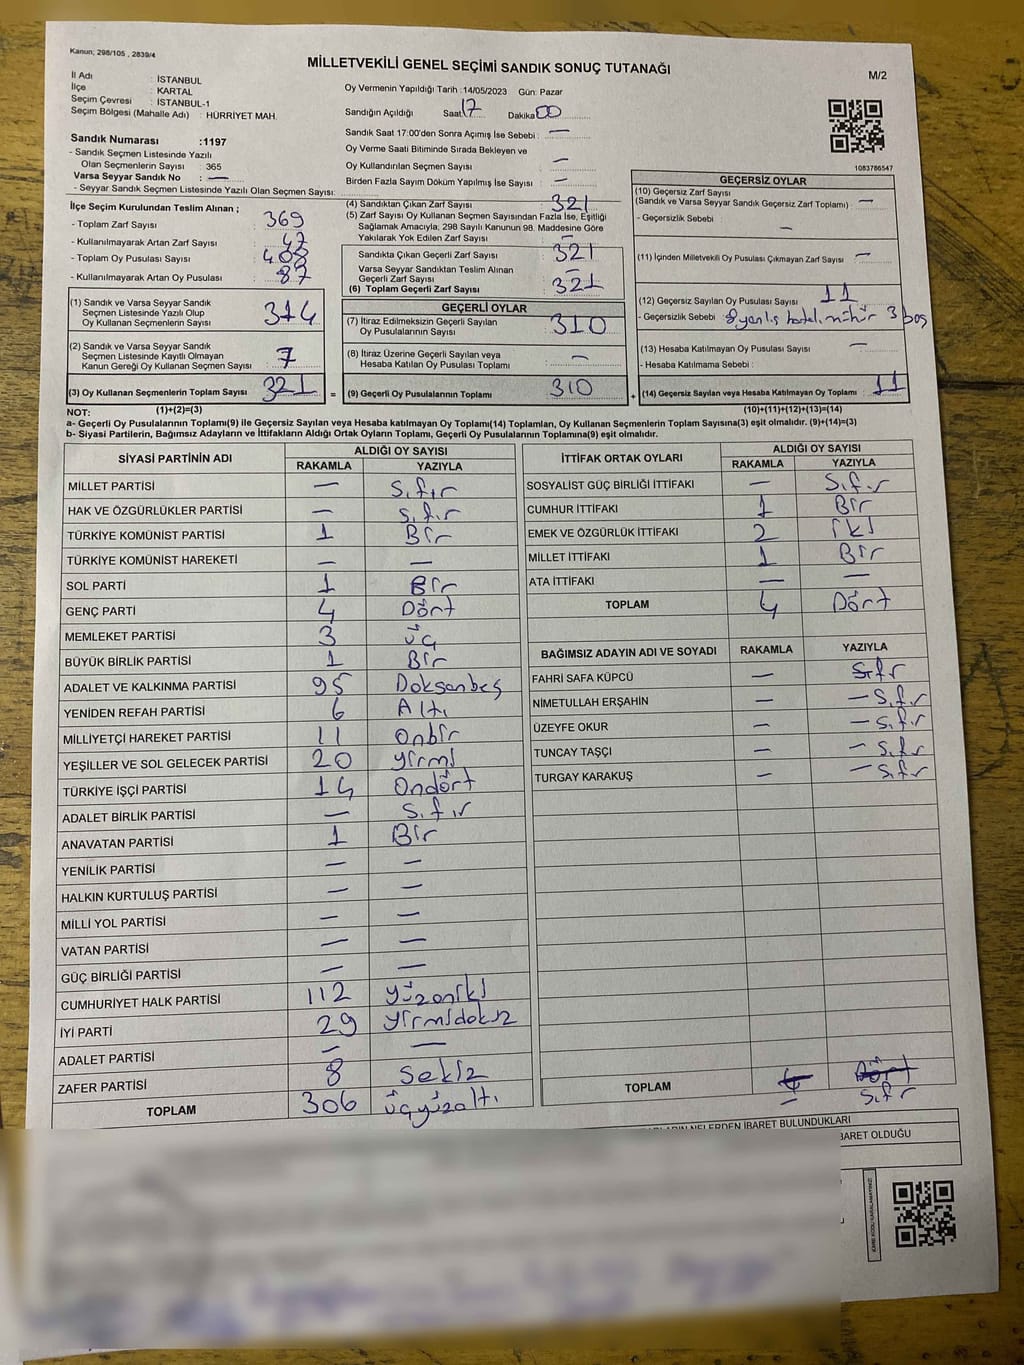 Kanun; 298/105 , 2839/4
MİLLETVEKİLİ GENEL SEÇİMİ SANDIK SONUÇ TUTANAĞI
M/2
İl Adı : İSTANBUL
İlçe : KARTAL
Seçim Çevresi : İSTANBUL-1
Seçim Bölgesi (Mahalle Adı) : HÜRRİYET MAH.
Oy Vermenin Yapıldığı Tarih :14/05/2023 Gün: Pazar
Sandığın Açıldığı Saat 17 Dakika 00
Sandık Saat 17:00'den Sonra Açılmış İse Sebebi : —
Oy Verme Saati Bitiminde Sırada Bekleyen ve
Oy Kullandırılan Seçmen Sayısı —
Birden Fazla Sayım Döküm Yapılmış İse Sayısı : —
1083786547
Sandık Numarası :1197
- Sandık Seçmen Listesinde Yazılı
Olan Seçmenlerin Sayısı : 365
Varsa Seyyar Sandık No : —
- Seyyar Sandık Seçmen Listesinde Yazılı Olan Seçmen Sayısı:
İlçe Seçim Kurulundan Teslim Alınan ;
- Toplam Zarf Sayısı : 369
- Kullanılmayarak Artan Zarf Sayısı : 47
- Toplam Oy Pusulası Sayısı : 408
- Kullanılmayarak Artan Oy Pusulası : 87
(1) Sandık ve Varsa Seyyar Sandık
Seçmen Listesinde Yazılı Olup
Oy Kullanan Seçmenlerin Sayısı 314
(2) Sandık ve Varsa Seyyar Sandık
Seçmen Listesinde Kayıtlı Olmayan
Kanun Gereği Oy Kullanan Seçmen Sayısı 7
(3) Oy Kullanan Seçmenlerin Toplam Sayısı 321 =
(4) Sandıktan Çıkan Zarf Sayısı 321
(5) Zarf Sayısı Oy Kullanan Seçmen Sayısından Fazla İse, Eşitliği
Sağlamak Amacıyla, 298 Sayılı Kanunun 98. Maddesine Göre
Yakılarak Yok Edilen Zarf Sayısı —
Sandıkta Çıkan Geçerli Zarf Sayısı 321
Varsa Seyyar Sandıktan Teslim Alınan
Geçerli Zarf Sayısı —
(6) Toplam Geçerli Zarf Sayısı 321
GEÇERLİ OYLAR
(7) İtiraz Edilmeksizin Geçerli Sayılan
Oy Pusulalarının Sayısı 310
(8) İtiraz Üzerine Geçerli Sayılan veya
Hesaba Katılan Oy Pusulası Toplamı —
(9) Geçerli Oy Pusulalarının Toplamı 310 +
GEÇERSİZ OYLAR
(10) Geçersiz Zarf Sayısı
(Sandık ve Varsa Seyyar Sandık Geçersiz Zarf Toplamı) —
- Geçersizlik Sebebi : —
(11) İçinden Milletvekili Oy Pusulası Çıkmayan Zarf Sayısı —
(12) Geçersiz Sayılan Oy Pusulası Sayısı 11
- Geçersizlik Sebebi : 8 yanlış mühür 3 boş
(13) Hesaba Katılmayan Oy Pusulası Sayısı —
- Hesaba Katılmama Sebebi :
(14) Geçersiz Sayılan veya Hesaba Katılmayan Oy Toplamı 11
NOT: (1)+(2)=(3) (10)+(11)+(12)+(13)=(14)
a- Geçerli Oy Pusulalarının Toplamı(9) ile Geçersiz Sayılan veya Hesaba katılmayan Oy Toplamı(14) Toplamları, Oy Kullanan Seçmenlerin Toplam Sayısına(3) eşit olmalıdır. (9)+(14)=(3)
b- Siyasi Partilerin, Bağımsız Adayların ve İttifakların Aldığı Ortak Oyların Toplamı, Geçerli Oy Pusulalarının Toplamına(9) eşit olmalıdır.
SİYASİ PARTİNİN ADI ALDIĞI OY SAYISI
RAKAMLA YAZIYLA
MİLLET PARTİSİ — Sıfır
HAK VE ÖZGÜRLÜKLER PARTİSİ — Sıfır
TÜRKİYE KOMÜNİST PARTİSİ 1 Bir
TÜRKİYE KOMÜNİST HAREKETİ — —
SOL PARTİ 1 Bir
GENÇ PARTİ 4 Dört
MEMLEKET PARTİSİ 3 üç
BÜYÜK BİRLİK PARTİSİ 1 Bir
ADALET VE KALKINMA PARTİSİ 95 Doksanbeş
YENİDEN REFAH PARTİSİ 6 Altı
MİLLİYETÇİ HAREKET PARTİSİ 11 Onbir
YEŞİLLER VE SOL GELECEK PARTİSİ 20 yirmi
TÜRKİYE İŞÇİ PARTİSİ 14 Ondört
ADALET BİRLİK PARTİSİ — Sıfır
ANAVATAN PARTİSİ 1 Bir
YENİLİK PARTİSİ — —
HALKIN KURTULUŞ PARTİSİ — —
MİLLİ YOL PARTİSİ — —
VATAN PARTİSİ — —
GÜÇ BİRLİĞİ PARTİSİ — —
CUMHURİYET HALK PARTİSİ 112 yüzoniki
İYİ PARTİ 29 yirmidokuz
ADALET PARTİSİ — —
ZAFER PARTİSİ 8 Sekiz
TOPLAM 306 üçyüzaltı
İTTİFAK ORTAK OYLARI ALDIĞI OY SAYISI
RAKAMLA YAZIYLA
SOSYALİST GÜÇ BİRLİĞİ İTTİFAKI — Sıfır
CUMHUR İTTİFAKI 1 Bir
EMEK VE ÖZGÜRLÜK İTTİFAKI 2 iki
MİLLET İTTİFAKI 1 Bir
ATA İTTİFAKI — —
TOPLAM 4 Dört
BAĞIMSIZ ADAYIN ADI VE SOYADI RAKAMLA YAZIYLA
FAHRİ SAFA KÜPCÜ — Sıfır
NİMETULLAH ERŞAHİN — — Sıfır
ÜZEYFE OKUR — — Sıfır
TUNCAY TAŞÇI — — Sıfır
TURGAY KARAKUŞ — — Sıfır
TOPLAM 4 Dört
— Sıfır
NELERDEN İBARET BULUNDUKLARI
BARET OLDUĞU